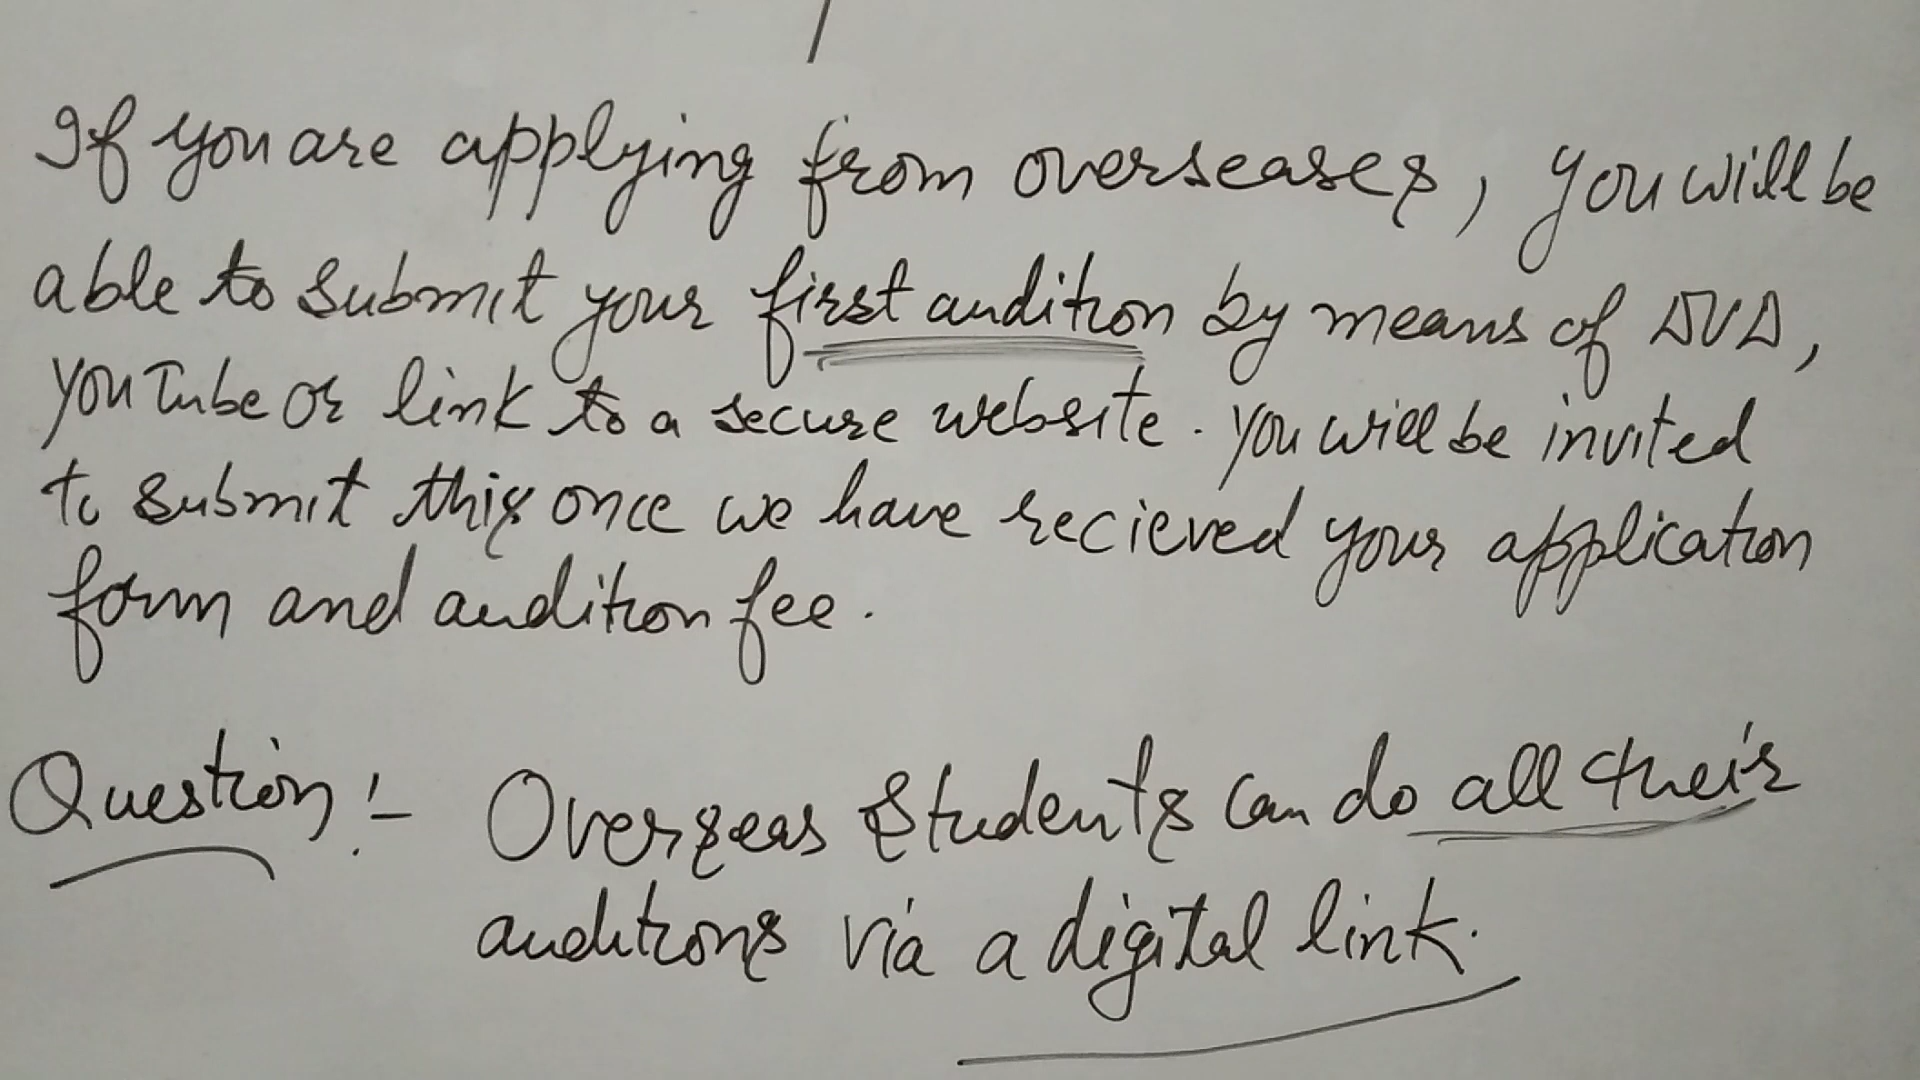 If you are applying from overseases, you will be
able to submit your first audition by means of DVD,
YouTube or link to a secure website. You will be invited
to submit this once we have recieved your application
form and audition fee.
Question:- Overseas students can do all their
auditions via a digital link.